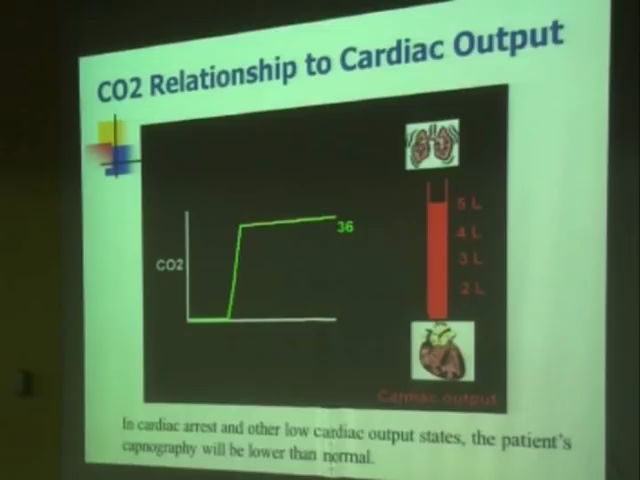 CO2 Relationship to Cardiac Output
5 L
4 L
3 L
2 L
CO2
36
Cardiac output
In cardiac arrest and other low cardiac output states, the patient's
capnography will be lower than normal.